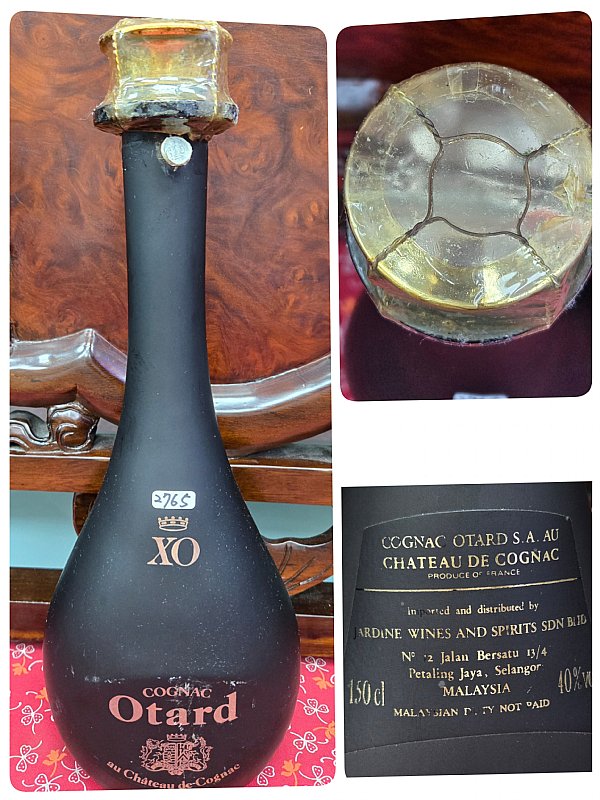 2765
XO
COGNAC
Otard
au Château de Cognac
COGNAC OTARD S.A. AU
CHATEAU DE COGNAC
PRODUCE OF FRANCE
Imported and distributed by
JARDINE WINES AND SPIRITS SDN BHD
Jalan Bersatu 13/4
Petaling Jaya, Selangor
MALAYSIA
150 cl
40% vol
MALAYSIAN DUTY NOT PAID